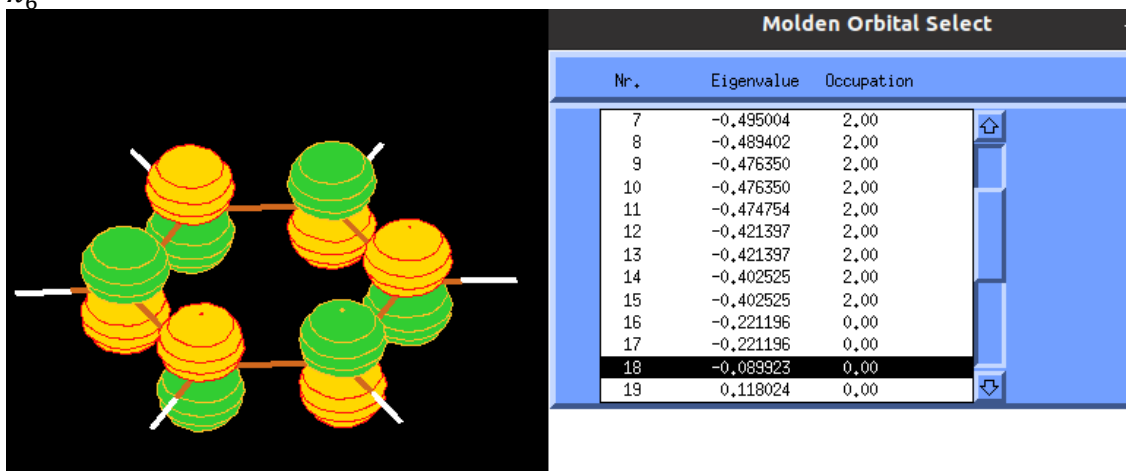 Molden Orbital Select
Nr. Eigenvalue Occupation
7 -0.495004 2.00
8 -0.489402 2.00
9 -0.476350 2.00
10 -0.476350 2.00
11 -0.474754 2.00
12 -0.421397 2.00
13 -0.421397 2.00
14 -0.402525 2.00
15 -0.402525 2.00
16 -0.221196 0.00
17 -0.221196 0.00
18 -0.089923 0.00
19 0.118024 0.00